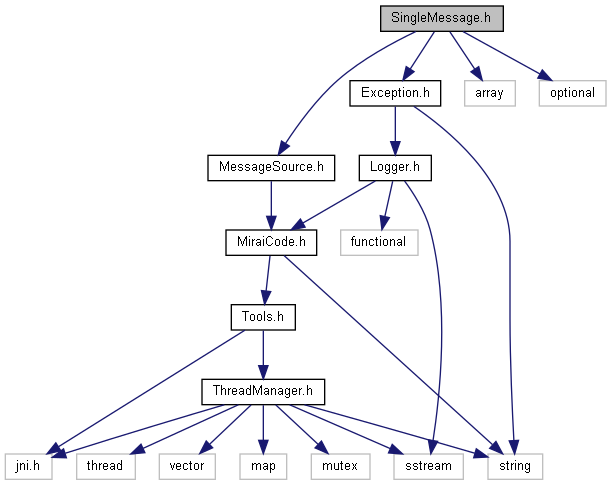 SingleMessage.h
Exception.h
array
optional
MessageSource.h
Logger.h
MiraiCode.h
functional
Tools.h
ThreadManager.h
jni.h
thread
vector
map
mutex
sstream
string